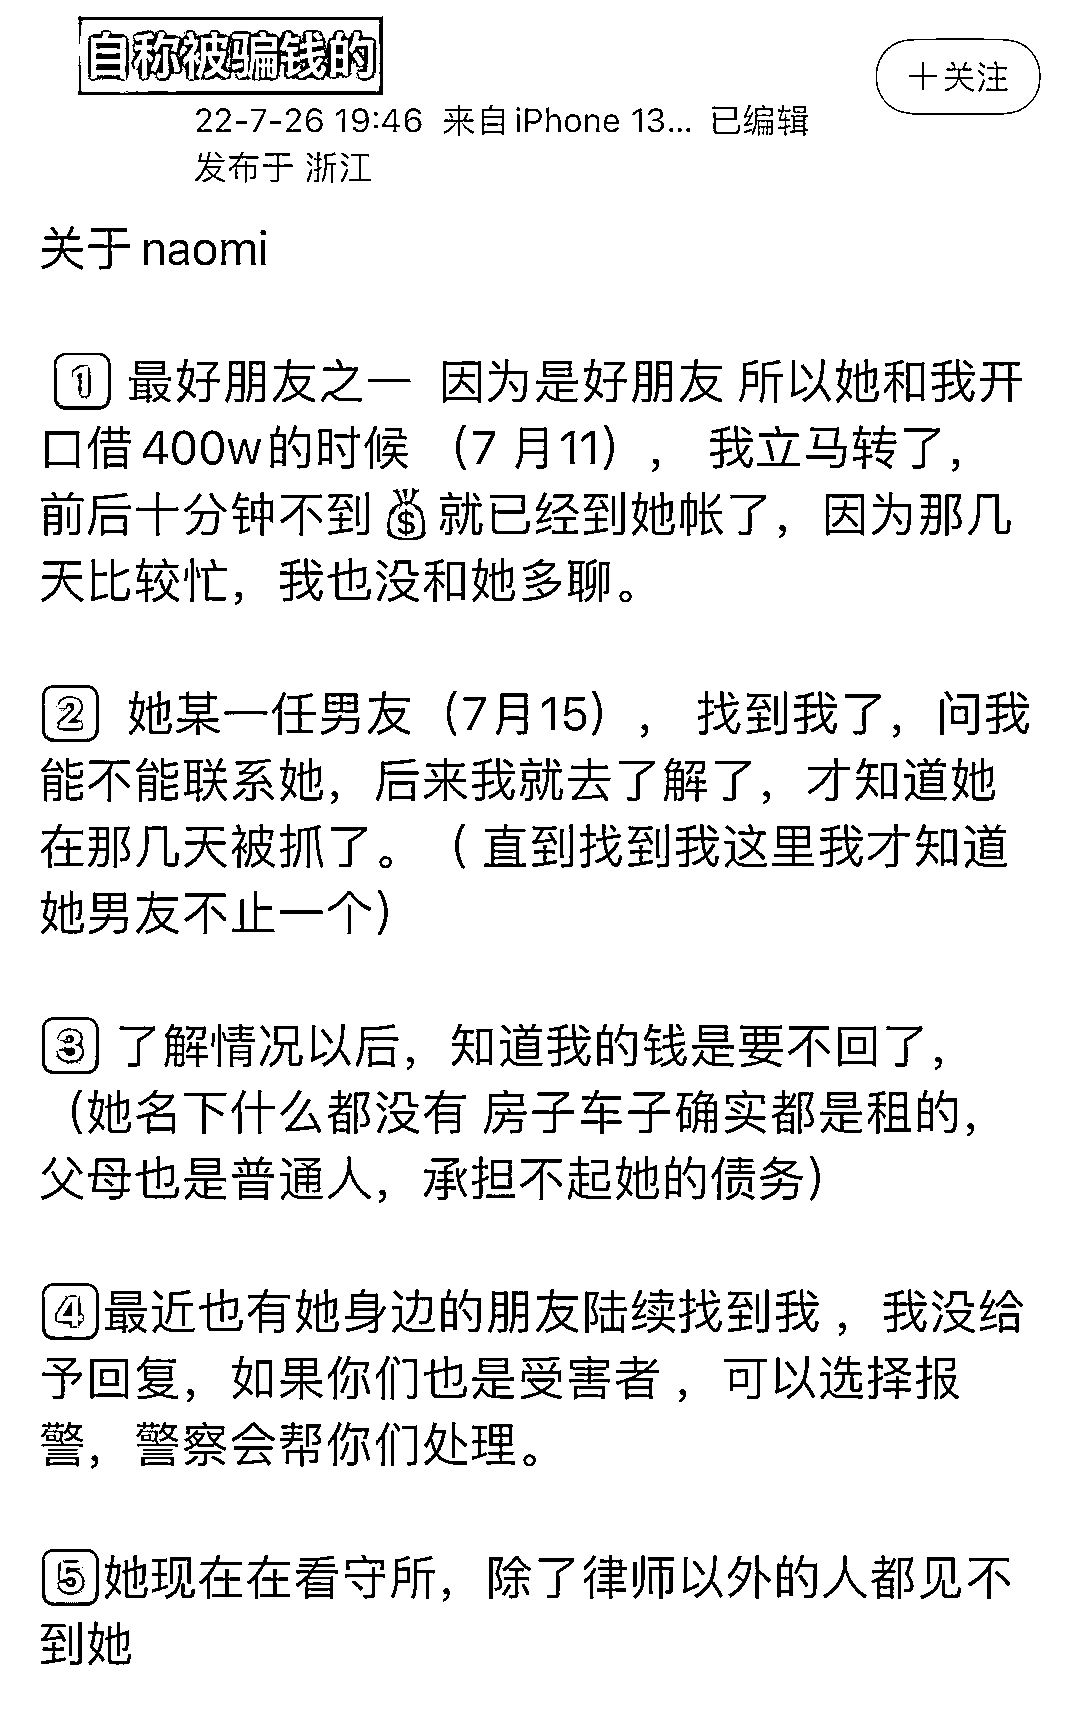 自称被骗钱的
十关注
22-7-26 19:46 来自iPhone 13... 已编辑
发布于 浙江
关于naomi
1 最好朋友之一 因为是好朋友 所以她和我开
口借400w的时候 （7 月11）， 我立马转了，
前后十分钟不到💰就已经到她帐了，因为那几
天比较忙，我也没和她多聊。
2 她某一任男友（7月15）， 找到我了，问我
能不能联系她，后来我就去了解了，才知道她
在那几天被抓了。（ 直到找到我这里我才知道
她男友不止一个）
3 了解情况以后，知道我的钱是要不回了，
（她名下什么都没有 房子车子确实都是租的，
父母也是普通人，承担不起她的债务）
4最近也有她身边的朋友陆续找到我 ，我没给
予回复，如果你们也是受害者 ，可以选择报
警，警察会帮你们处理。
5她现在在看守所，除了律师以外的人都见不
到她